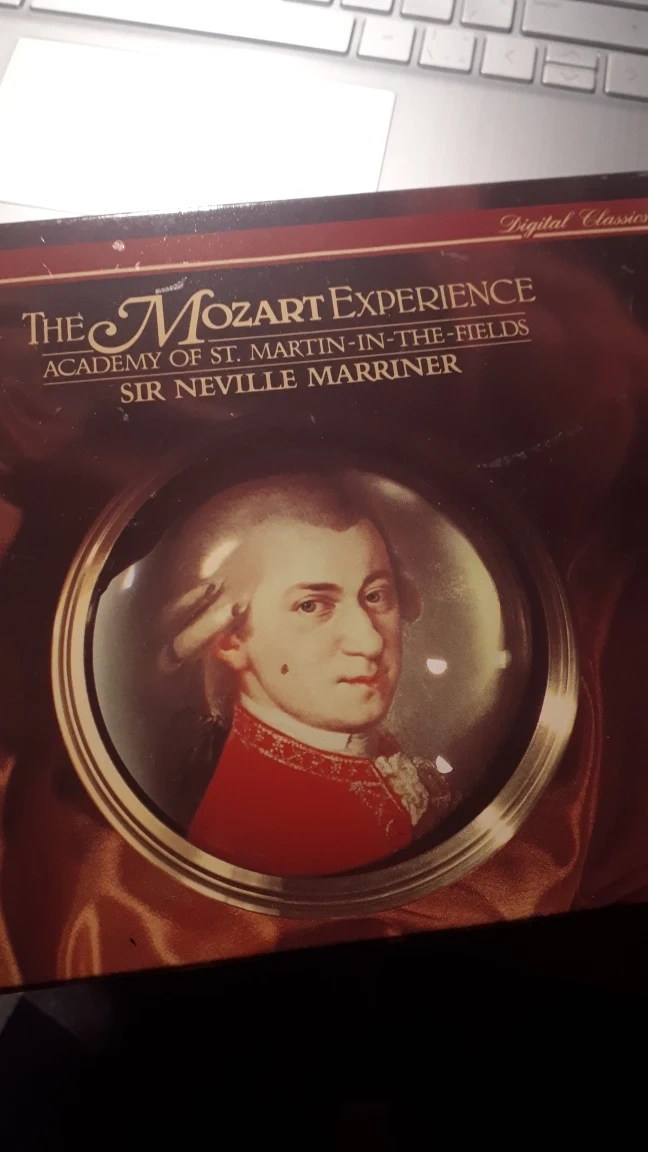 Digital Classics
THE MOZART EXPERIENCE
ACADEMY OF ST. MARTIN-IN-THE-FIELDS
SIR NEVILLE MARRINER